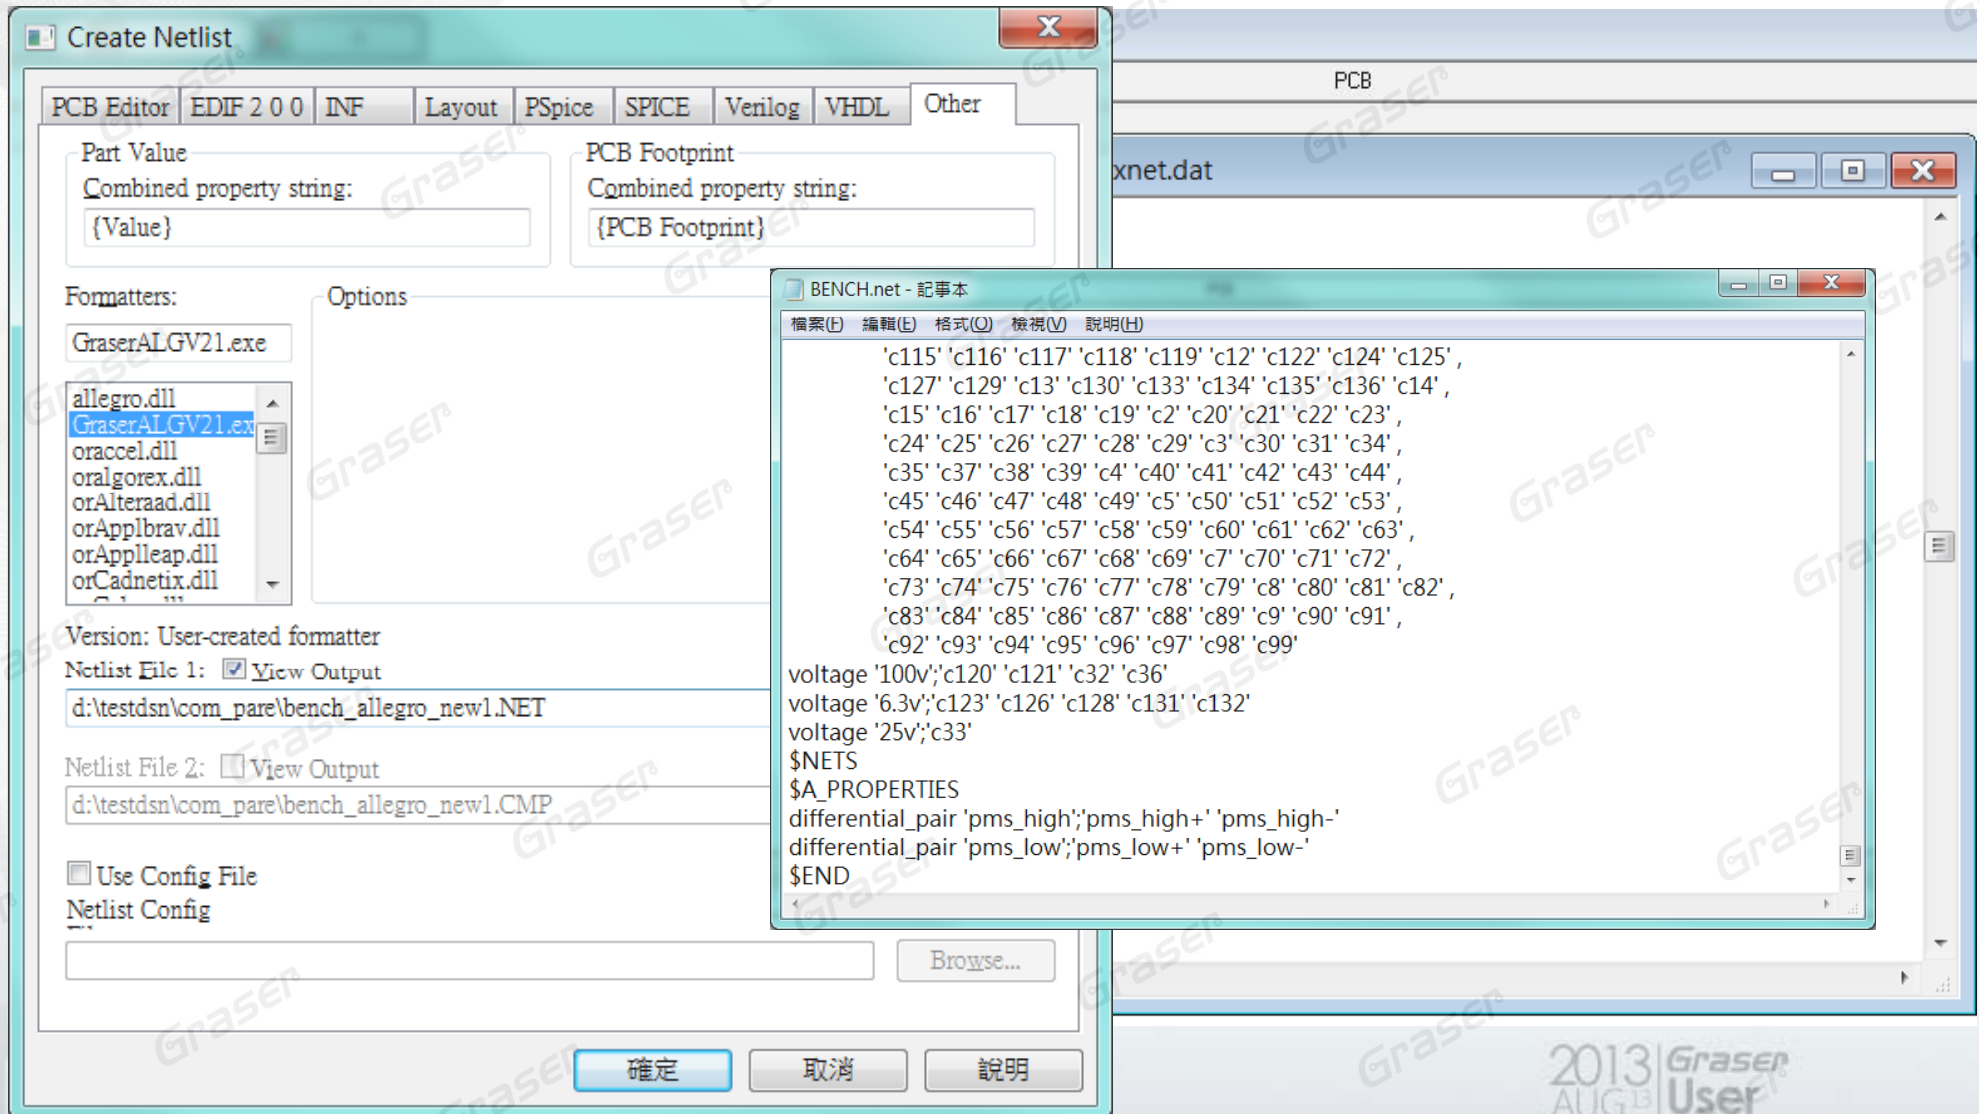 Create Netlist
PCB Editor EDIF 2 0 0 INF Layout PSpice SPICE Verilog VHDL Other
Part Value
Combined property string:
{Value}
PCB Footprint
Combined property string:
{PCB Footprint}
Formatters:
GraserALGV21.exe
allegro.dll
GraserALGV21.ex
oraccel.dll
oralgorex.dll
orAlteraad.dll
orApplbrav.dll
orApplleap.dll
orCadnetix.dll
Options
Version: User-created formatter
Netlist File 1: View Output
d:\testdsn\com_pare\bench_allegro_new1.NET
Netlist File 2: View Output
d:\testdsn\com_pare\bench_allegro_new1.CMP
Use Config File
Netlist Config
Browse...
確定 取消 說明
PCB
xnet.dat
BENCH.net - 記事本
檔案(F) 編輯(E) 格式(O) 檢視(V) 說明(H)
'c115' 'c116' 'c117' 'c118' 'c119' 'c12' 'c122' 'c124' 'c125' ,
'c127' 'c129' 'c13' 'c130' 'c133' 'c134' 'c135' 'c136' 'c14' ,
'c15' 'c16' 'c17' 'c18' 'c19' 'c2' 'c20' 'c21' 'c22' 'c23' ,
'c24' 'c25' 'c26' 'c27' 'c28' 'c29' 'c3' 'c30' 'c31' 'c34' ,
'c35' 'c37' 'c38' 'c39' 'c4' 'c40' 'c41' 'c42' 'c43' 'c44' ,
'c45' 'c46' 'c47' 'c48' 'c49' 'c5' 'c50' 'c51' 'c52' 'c53' ,
'c54' 'c55' 'c56' 'c57' 'c58' 'c59' 'c60' 'c61' 'c62' 'c63' ,
'c64' 'c65' 'c66' 'c67' 'c68' 'c69' 'c7' 'c70' 'c71' 'c72' ,
'c73' 'c74' 'c75' 'c76' 'c77' 'c78' 'c79' 'c8' 'c80' 'c81' 'c82' ,
'c83' 'c84' 'c85' 'c86' 'c87' 'c88' 'c89' 'c9' 'c90' 'c91' ,
'c92' 'c93' 'c94' 'c95' 'c96' 'c97' 'c98' 'c99'
voltage '100v';'c120' 'c121' 'c32' 'c36'
voltage '6.3v';'c123' 'c126' 'c128' 'c131' 'c132'
voltage '25v';'c33'
$NETS
$A_PROPERTIES
differential_pair 'pms_high';'pms_high+' 'pms_high-'
differential_pair 'pms_low';'pms_low+' 'pms_low-'
$END
2013 Graser
AUG 13 User